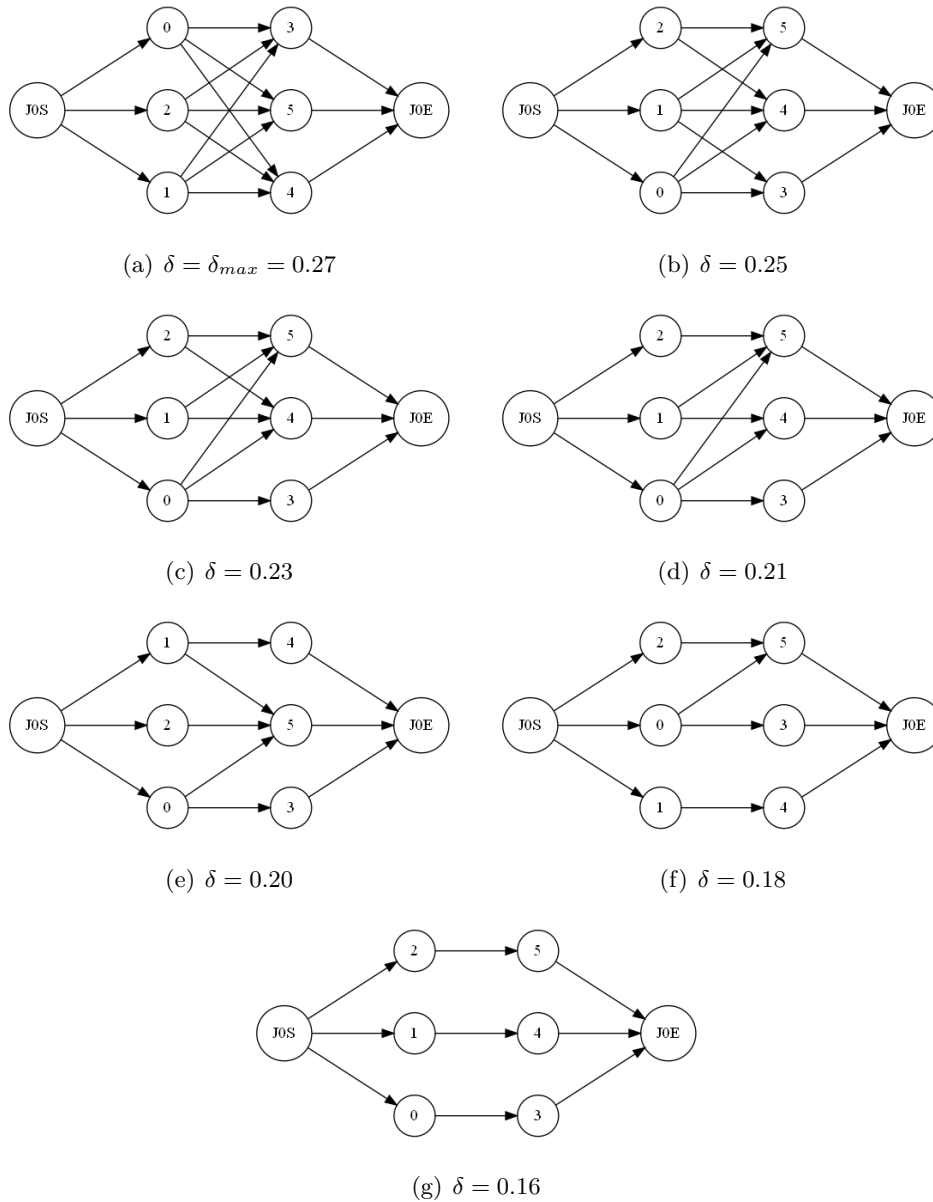 0
3
J0S
2
5
J0E
1
4
(a) δ = δmax = 0.27
2
5
J0S
1
4
J0E
0
3
(b) δ = 0.25
2
5
J0S
1
4
J0E
0
3
(c) δ = 0.23
2
5
J0S
1
4
J0E
0
3
(d) δ = 0.21
1
4
J0S
2
5
J0E
0
3
(e) δ = 0.20
2
5
J0S
0
3
J0E
1
4
(f) δ = 0.18
2
5
J0S
1
4
J0E
0
3
(g) δ = 0.16